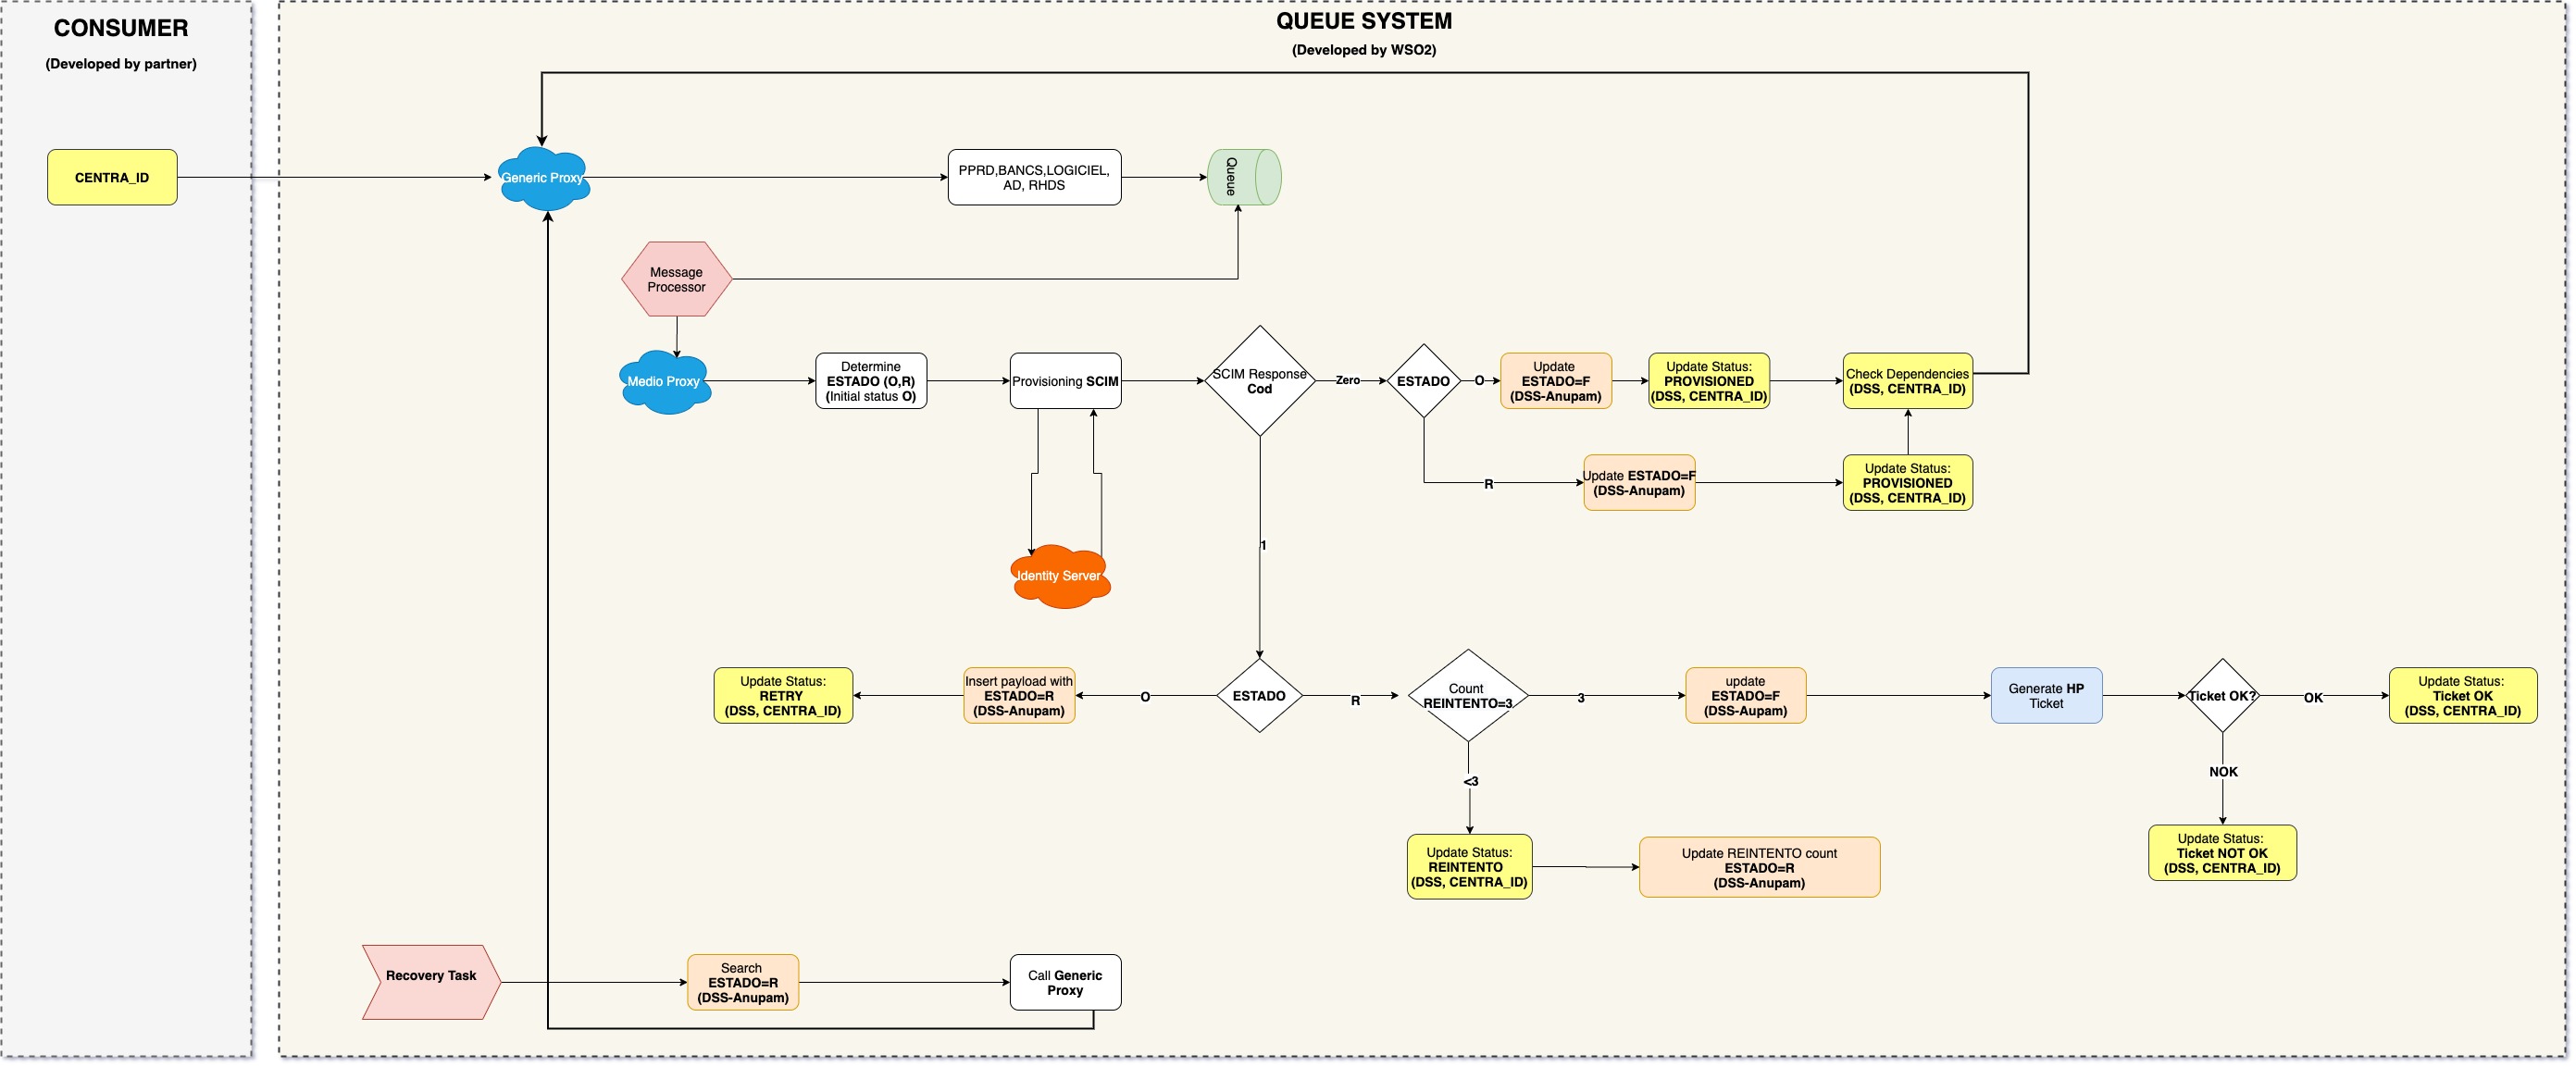 CONSUMER
(Developed by partner)
QUEUE SYSTEM
(Developed by WSO2)
CENTRA_ID
Generic Proxy
PPRD,BANCS,LOGICIEL,
AD, RHDS
Queue
Message
Processor
Medio Proxy
Determine
ESTADO (O,R)
(Initial status O)
Provisioning SCIM
SCIM Response
Cod
Zero
ESTADO
O
Update
ESTADO=F
(DSS-Anupam)
Update Status:
PROVISIONED
(DSS, CENTRA_ID)
Check Dependencies
(DSS, CENTRA_ID)
R
Update ESTADO=F
(DSS-Anupam)
Update Status:
PROVISIONED
(DSS, CENTRA_ID)
1
Identity Server
Update Status:
RETRY
(DSS, CENTRA_ID)
Insert payload with
ESTADO=R
(DSS-Anupam)
O
ESTADO
R
Count
REINTENTO=3
3
update
ESTADO=F
(DSS-Aupam)
Generate HP
Ticket
Ticket OK?
OK
Update Status:
Ticket OK
(DSS, CENTRA_ID)
<3
NOK
Update Status:
REINTENTO
(DSS, CENTRA_ID)
Update REINTENTO count
ESTADO=R
(DSS-Anupam)
Update Status:
Ticket NOT OK
(DSS, CENTRA_ID)
Recovery Task
Search
ESTADO=R
(DSS-Anupam)
Call Generic
Proxy